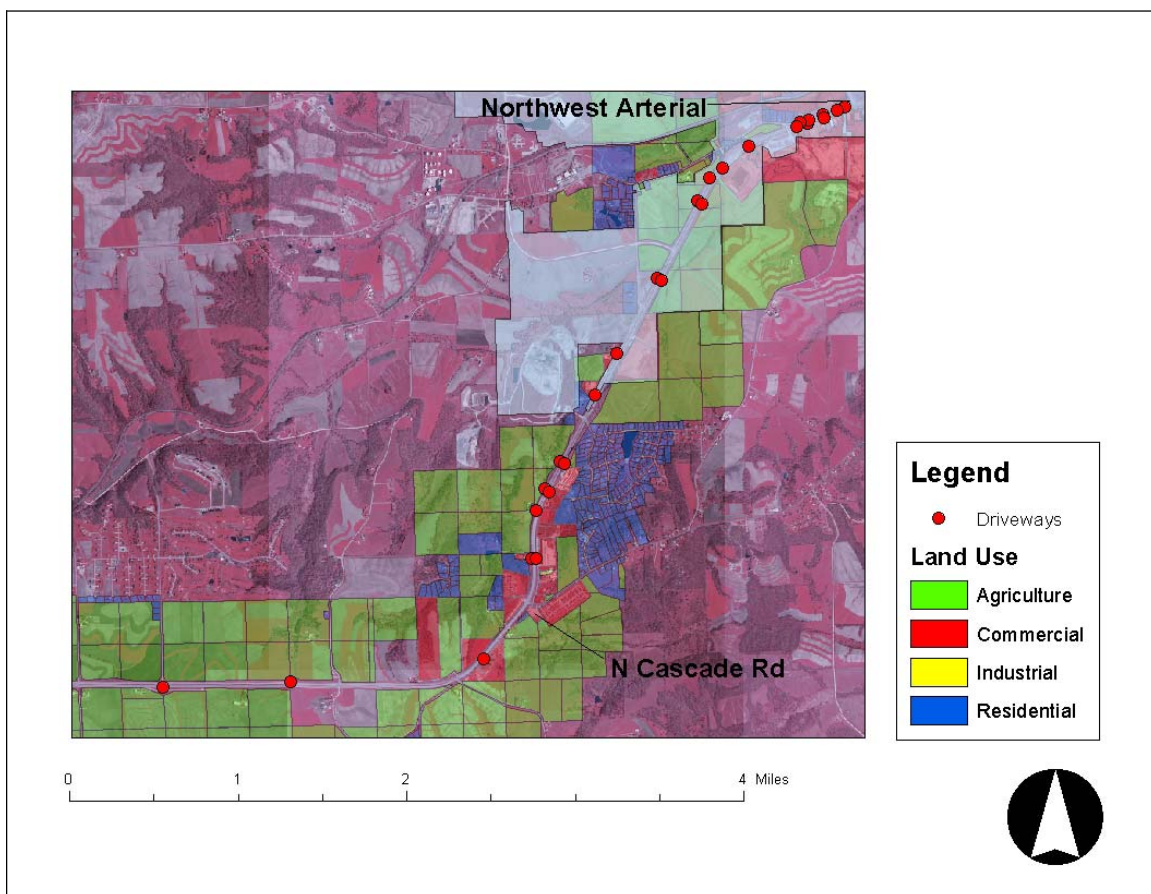 Northwest Arterial
N Cascade Rd
Legend
Driveways
Land Use
Agriculture
Commercial
Industrial
Residential
0 1 2 4 Miles